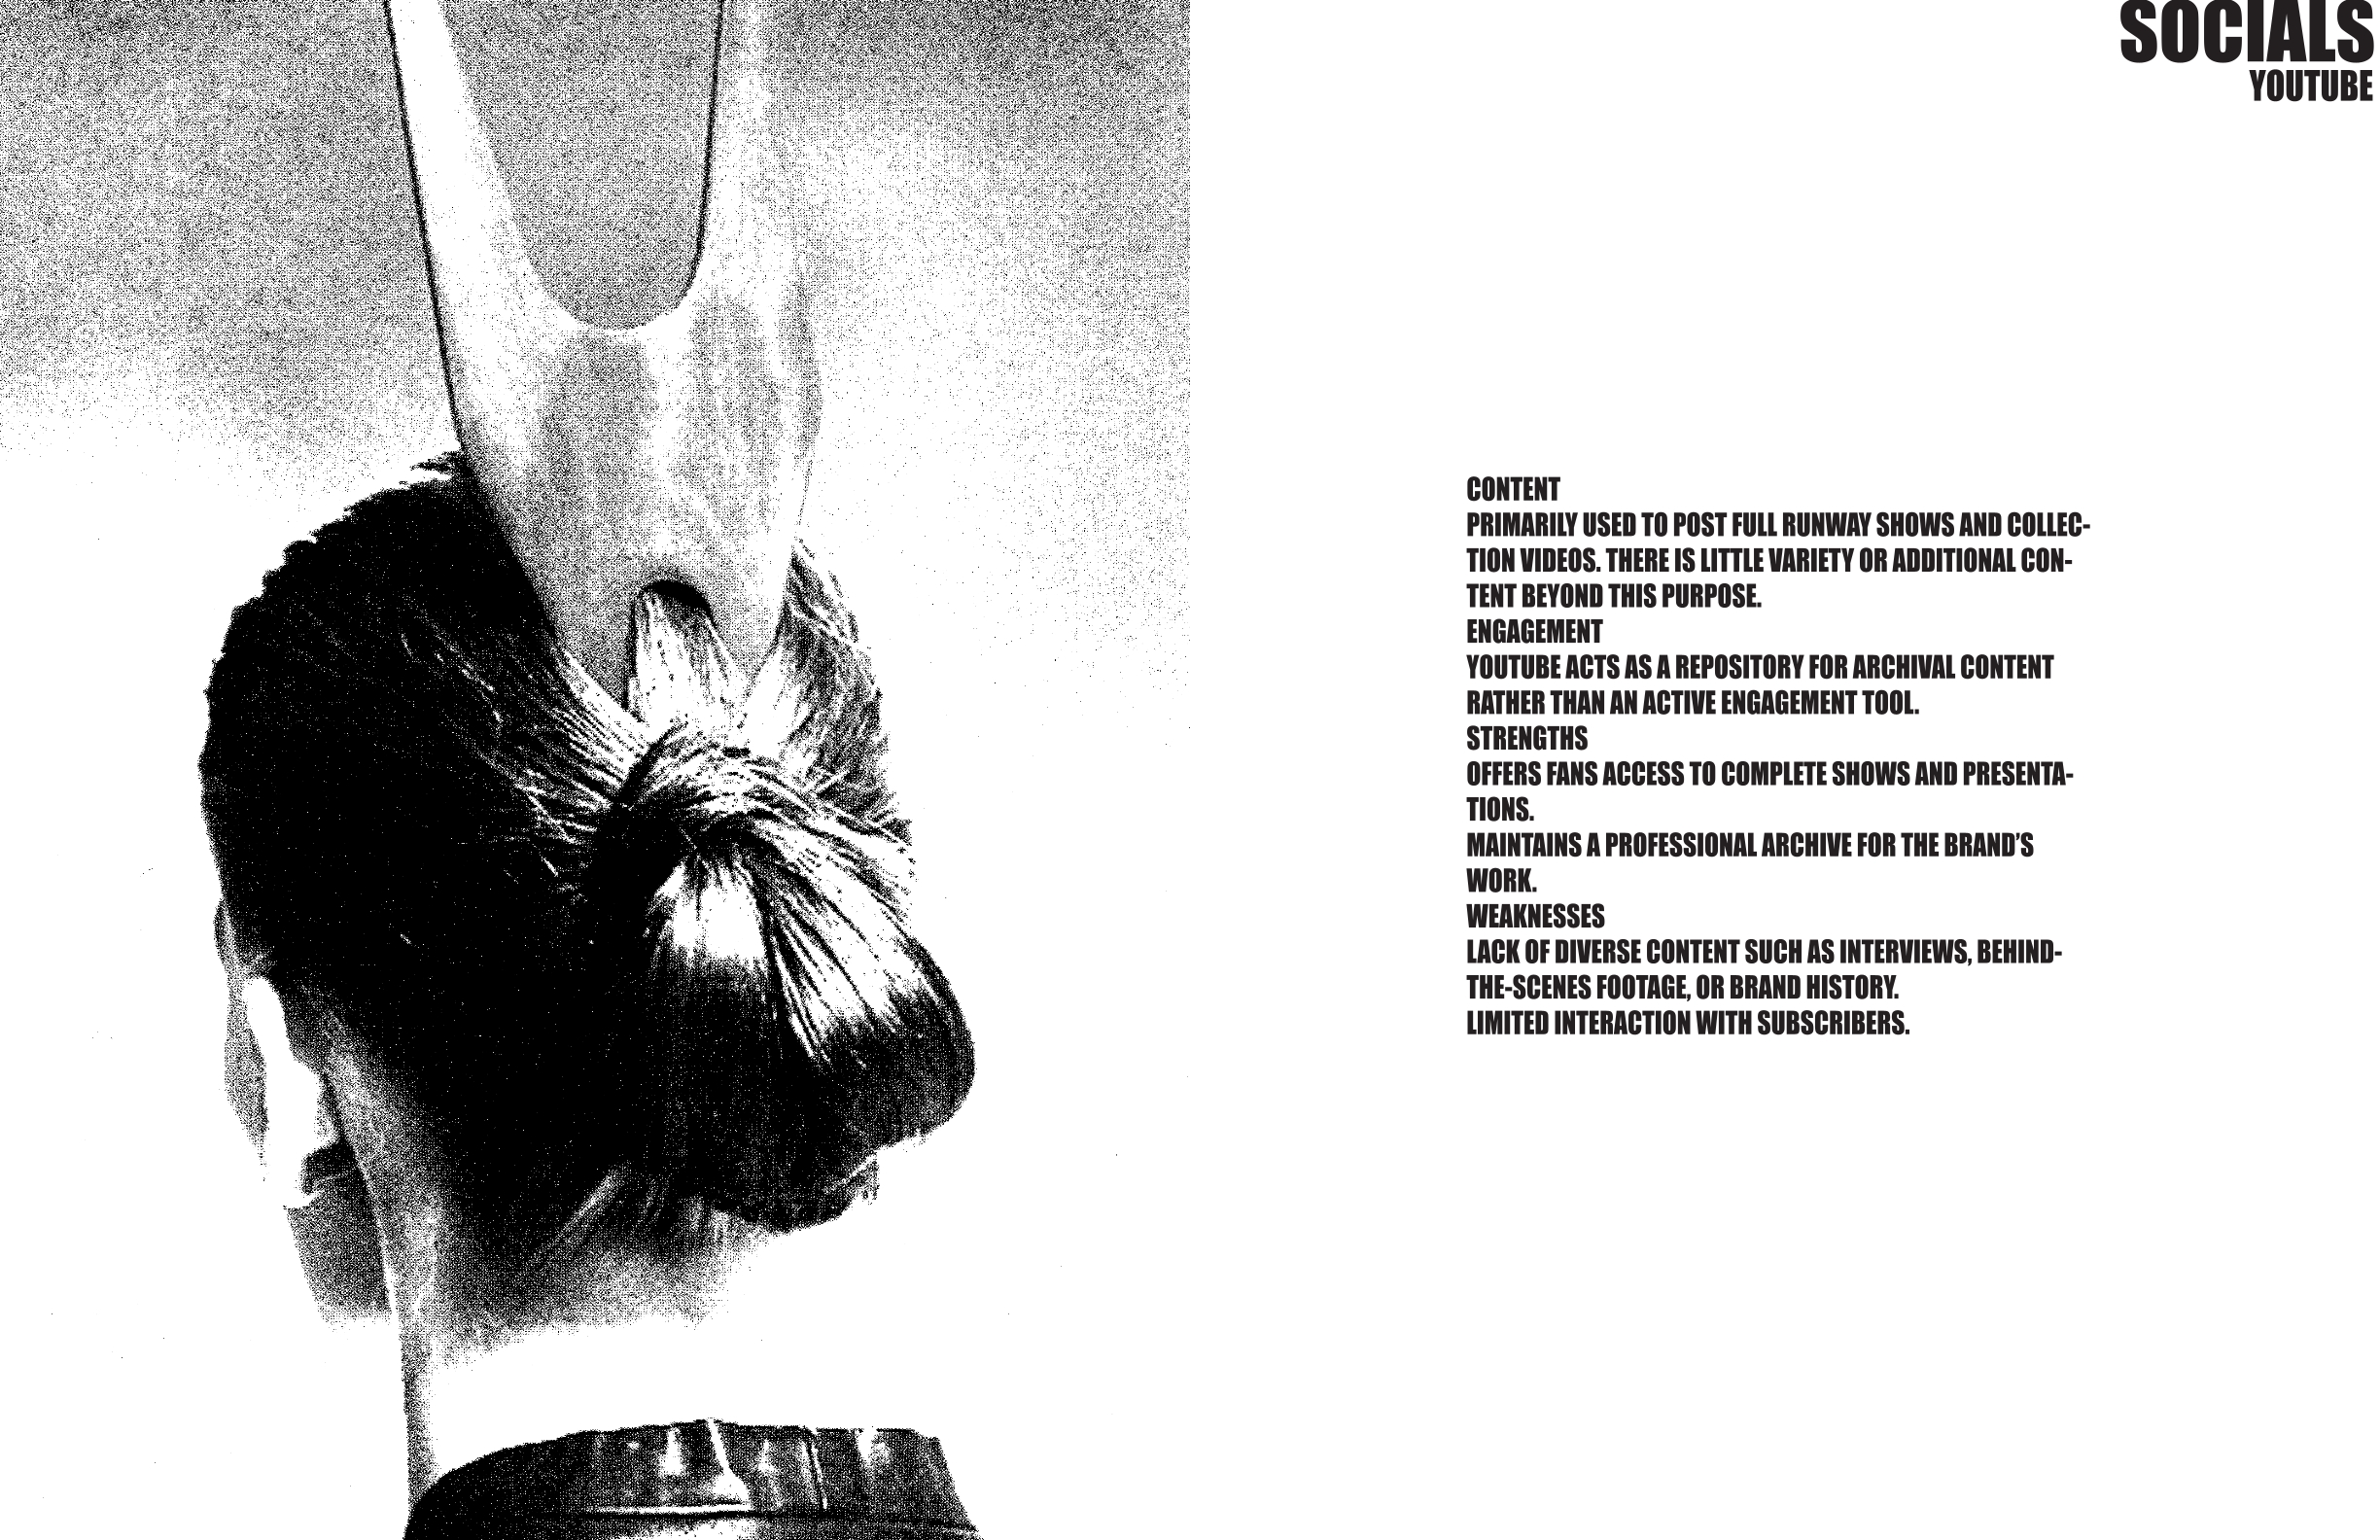 SOCIALS
YOUTUBE
CONTENT
PRIMARILY USED TO POST FULL RUNWAY SHOWS AND COLLEC-
TION VIDEOS. THERE IS LITTLE VARIETY OR ADDITIONAL CON-
TENT BEYOND THIS PURPOSE.
ENGAGEMENT
YOUTUBE ACTS AS A REPOSITORY FOR ARCHIVAL CONTENT
RATHER THAN AN ACTIVE ENGAGEMENT TOOL.
STRENGTHS
OFFERS FANS ACCESS TO COMPLETE SHOWS AND PRESENTA-
TIONS.
MAINTAINS A PROFESSIONAL ARCHIVE FOR THE BRAND’S
WORK.
WEAKNESSES
LACK OF DIVERSE CONTENT SUCH AS INTERVIEWS, BEHIND-
THE-SCENES FOOTAGE, OR BRAND HISTORY.
LIMITED INTERACTION WITH SUBSCRIBERS.